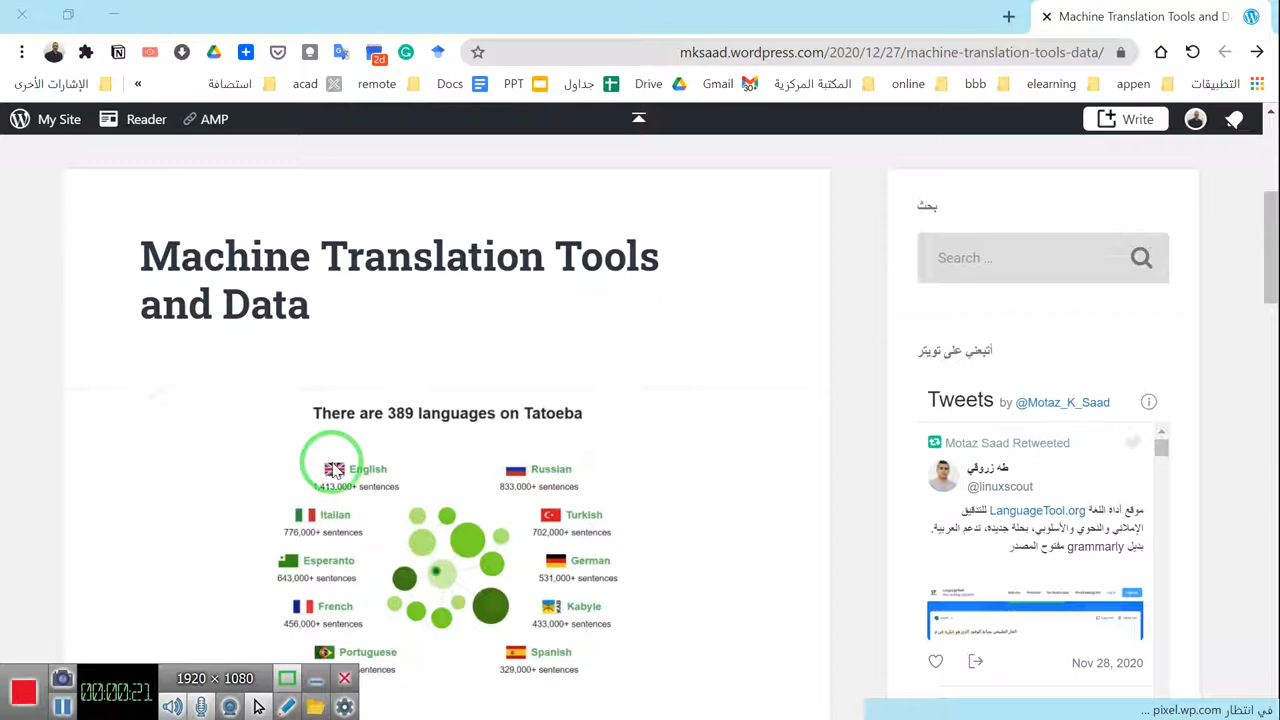 Machine Translation Tools and D
mksaad.wordpress.com/2020/12/27/machine-translation-tools-data/
2d
التطبيقات appen elearning bbb online المكتبة المركزية Gmail Drive جداول PPT Docs remote acad استضافة » الإشارات الأخرى
My Site Reader AMP Write
Machine Translation Tools
and Data
There are 389 languages on Tatoeba
English Russian
1,413,000+ sentences 833,000+ sentences
Italian Turkish
776,000+ sentences 702,000+ sentences
Esperanto German
643,000+ sentences 531,000+ sentences
French Kabyle
456,000+ sentences 433,000+ sentences
Portuguese Spanish
entences 329,000+ sentences
بحث
Search ...
أتبعني على تويتر
Tweets by @Motaz_K_Saad
Motaz Saad Retweeted
طه زروقي
@linuxscout
موقع أداة اللغة LanguageTool.org للتدقيق
الإملائي والنحوي والأسلوبي، بحلة جديدة، تدعم العربية.
بديل grammarly مفتوح المصدر
Nov 28, 2020
00:00:21
1920 × 1080
في انتظار pixel.wp.com ...